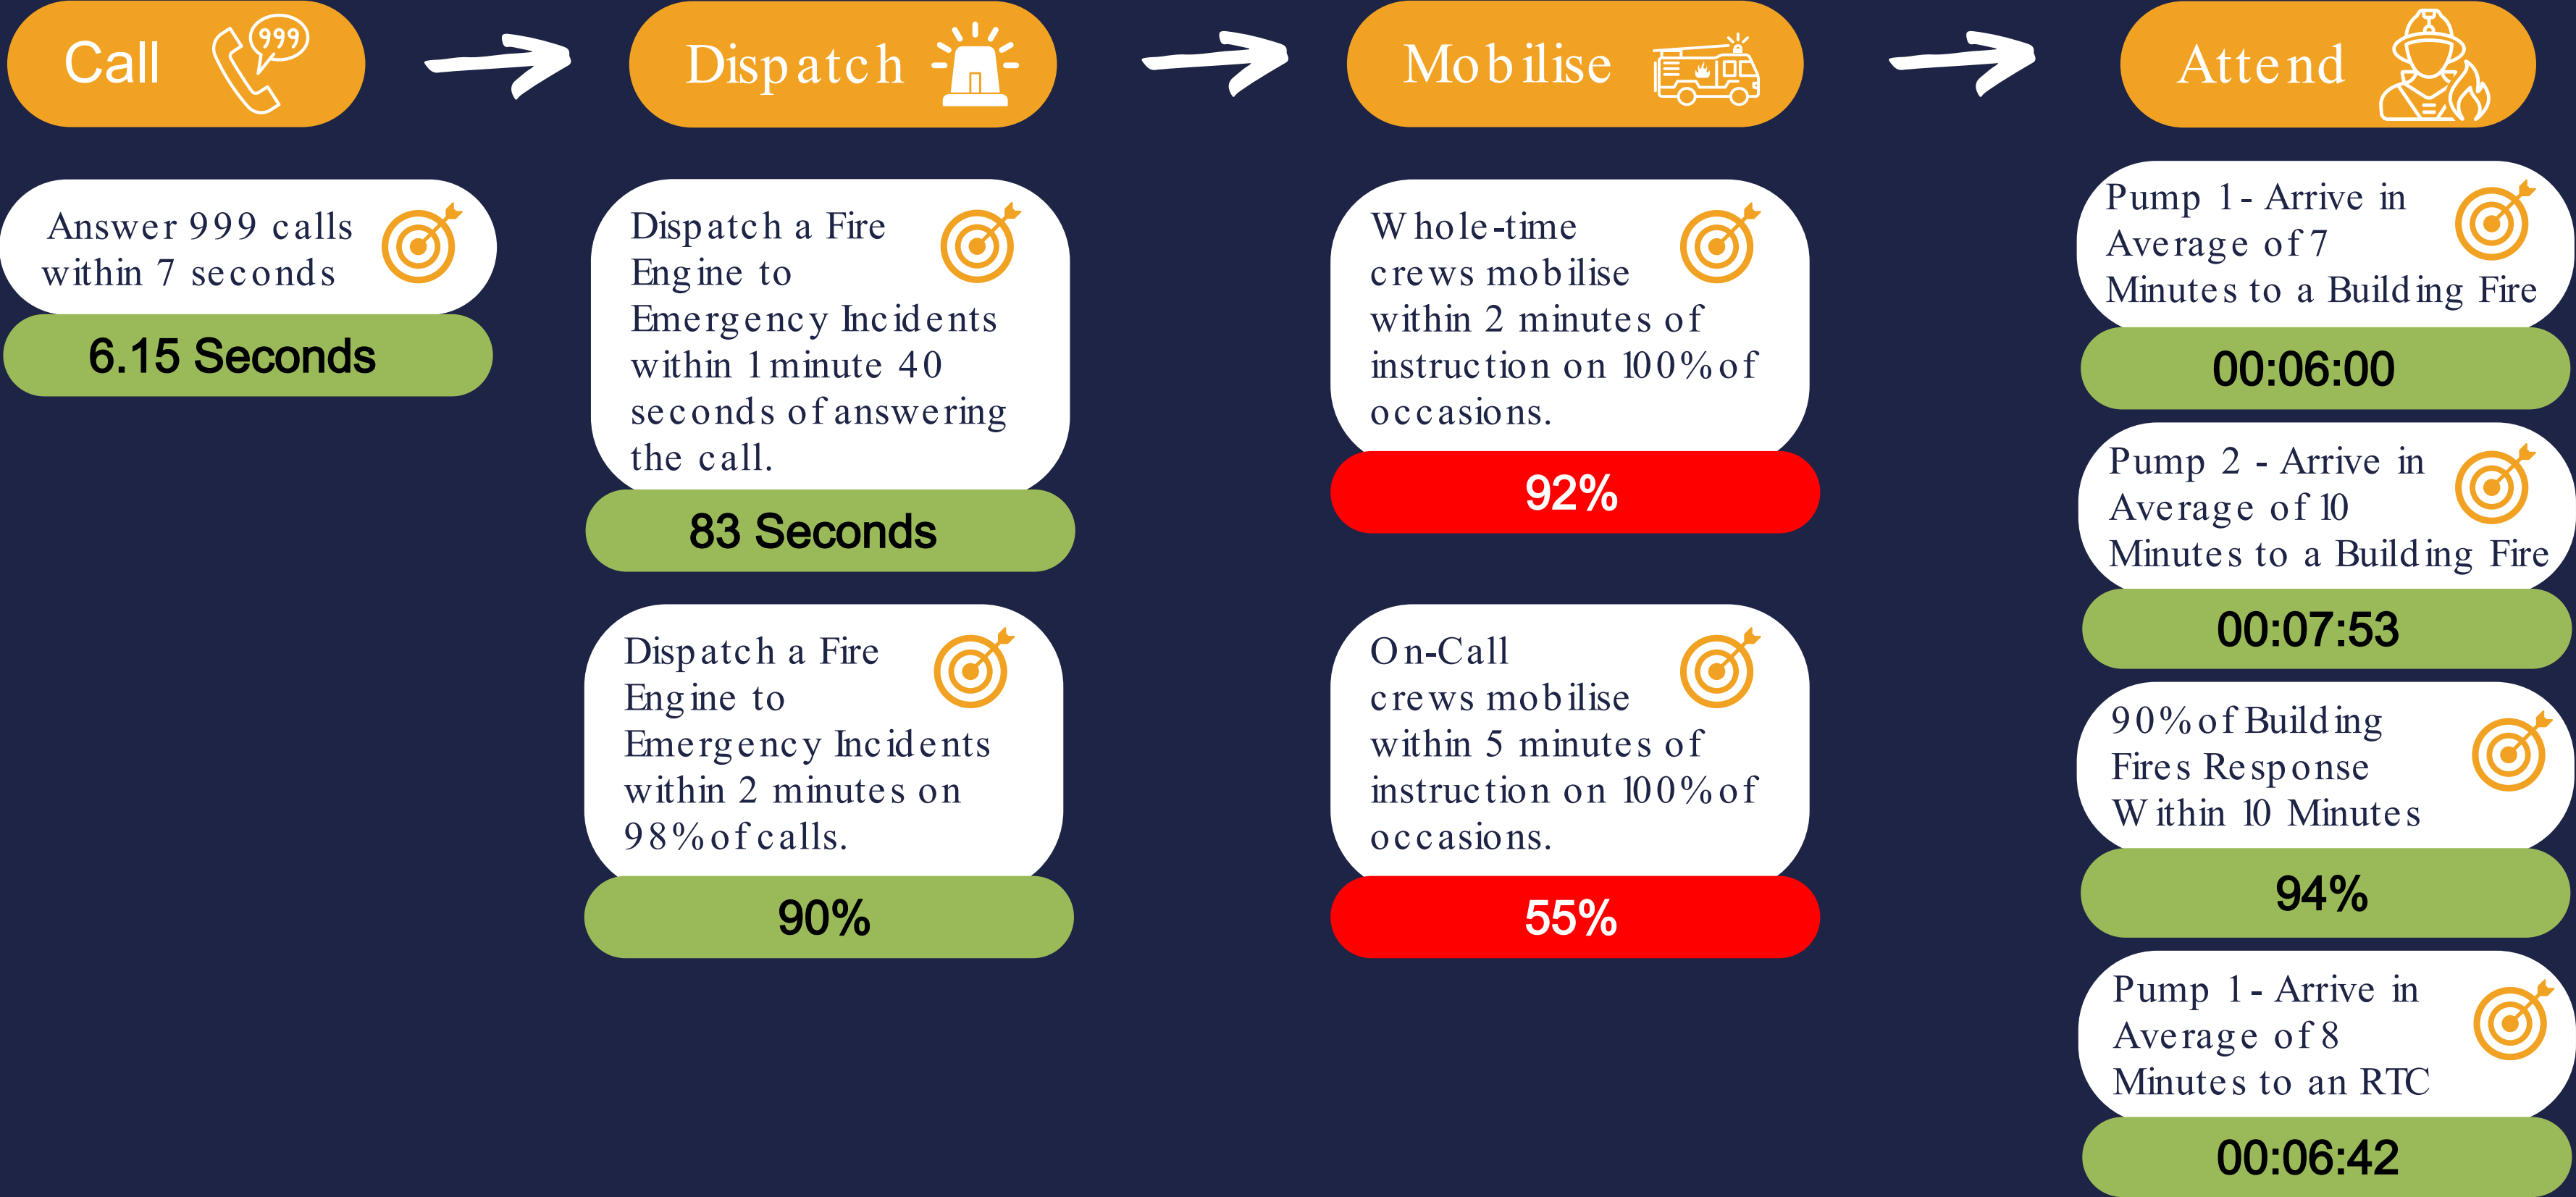 Call
999
Dispatch
Mobilise
Attend
Answer 999 calls
within 7 seconds
6.15 Seconds
Dispatch a Fire
Engine to
Emergency Incidents
within 1 minute 40
seconds of answering
the call.
83 Seconds
Dispatch a Fire
Engine to
Emergency Incidents
within 2 minutes on
98% of calls.
90%
Whole-time
crews mobilise
within 2 minutes of
instruction on 100% of
occasions.
92%
On-Call
crews mobilise
within 5 minutes of
instruction on 100% of
occasions.
55%
Pump 1 - Arrive in
Average of 7
Minutes to a Building Fire
00:06:00
Pump 2 - Arrive in
Average of 10
Minutes to a Building Fire
00:07:53
90% of Building
Fires Response
Within 10 Minutes
94%
Pump 1 - Arrive in
Average of 8
Minutes to an RTC
00:06:42